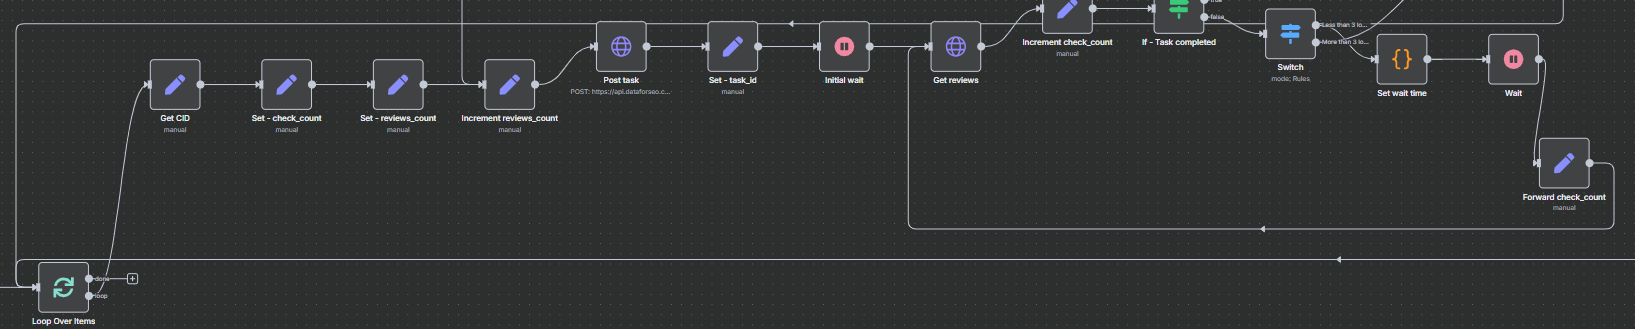 true
false
Increment check_count
manual
If - Task completed
Less than 3 lo...
More than 3 lo...
Switch
mode: Rules
Post task
POST: https://api.dataforseo.c...
Set - task_id
manual
Initial wait
Get reviews
Set wait time
Wait
Get CID
manual
Set - check_count
manual
Set - reviews_count
manual
Increment reviews_count
manual
Forward check_count
manual
done
loop
Loop Over Items